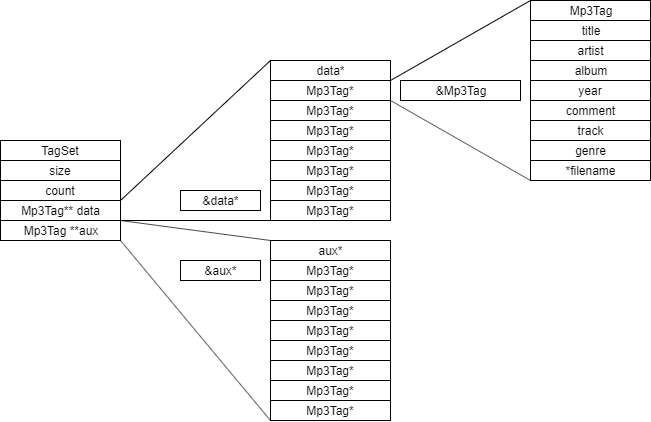 TagSet
size
count
Mp3Tag** data
Mp3Tag **aux
&data*
&aux*
data*
Mp3Tag*
Mp3Tag*
Mp3Tag*
Mp3Tag*
Mp3Tag*
Mp3Tag*
Mp3Tag*
aux*
Mp3Tag*
Mp3Tag*
Mp3Tag*
Mp3Tag*
Mp3Tag*
Mp3Tag*
Mp3Tag*
Mp3Tag*
&Mp3Tag
Mp3Tag
title
artist
album
year
comment
track
genre
*filename